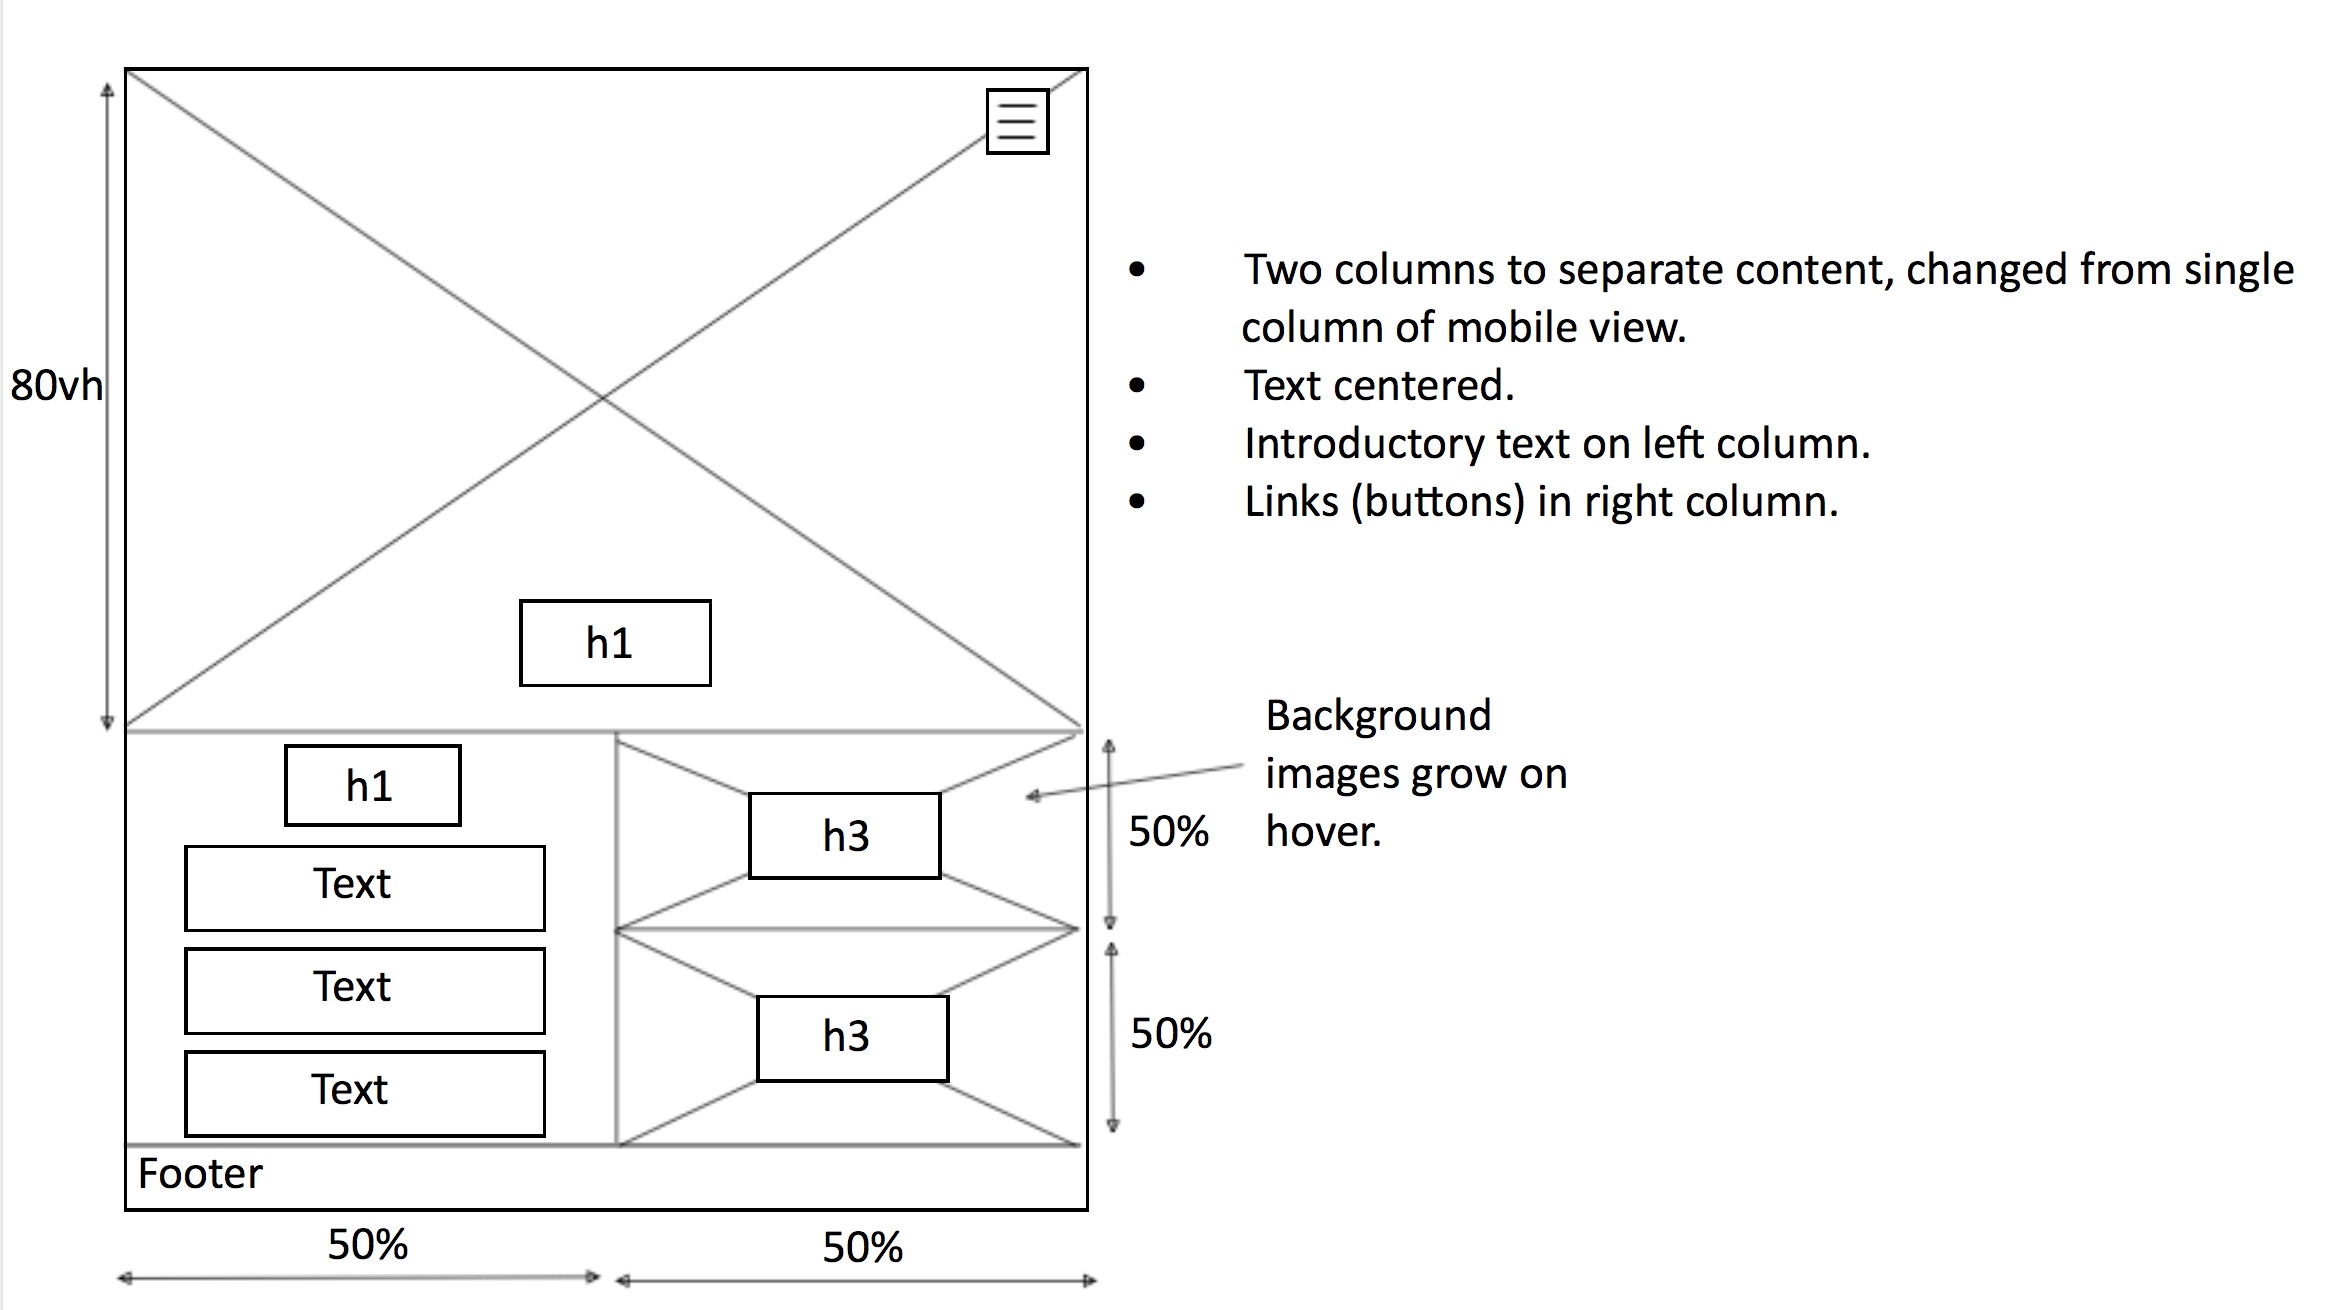 80vh
h1
• Two columns to separate content, changed from single
column of mobile view.
• Text centered.
• Introductory text on left column.
• Links (buttons) in right column.
h1
Text
Text
Text
h3
h3
Background
images grow on
hover.
50%
50%
Footer
50%
50%